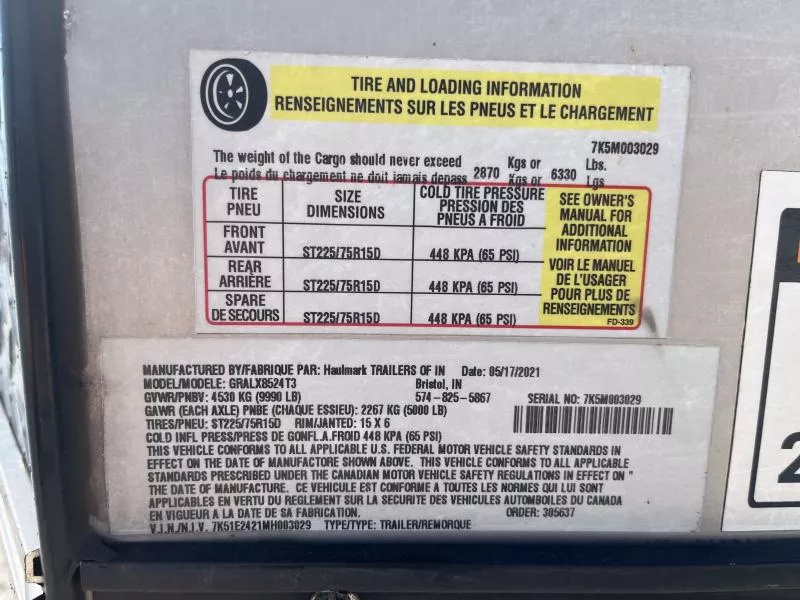 TIRE AND LOADING INFORMATION
RENSEIGNEMENTS SUR LES PNEUS ET LE CHARGEMENT
7K5M003029
The weight of the Cargo should never exceed 2870 Kgs or 6330 Lbs.
Le poids du chargement ne doit jamais depass Kgs or Lgs
TIRE PNEU
SIZE DIMENSIONS
COLD TIRE PRESSURE
PRESSION DES
PNEUS A FROID
SEE OWNER'S
MANUAL FOR
ADDITIONAL
INFORMATION
VOIR LE MANUEL
DE L'USAGER
POUR PLUS DE
RENSEIGNEMENTS
FRONT
AVANT ST225/75R15D 448 KPA (65 PSI)
REAR
ARRIÈRE ST225/75R15D 448 KPA (65 PSI)
SPARE
DE SECOURS ST225/75R15D 448 KPA (65 PSI)
FD-339
MANUFACTURED BY/FABRIQUE PAR: Haulmark TRAILERS OF IN Date: 05/17/2021
MODEL/MODELE: GRALX8524T3 Bristol, IN
GVWR/PNBV: 4530 KG (9990 LB) 574-825-5867 SERIAL NO: 7K5M003029
GAWR (EACH AXLE) PNBE (CHAQUE ESSIEU): 2267 KG (5000 LB)
TIRES/PNEU: ST225/75R15D RIM/JANTED: 15 X 6
COLD INFL PRESS/PRESS DE GONFL.A.FROID 448 KPA (65 PSI)
THIS VEHICLE CONFORMS TO ALL APPLICABLE U.S. FEDERAL MOTOR VEHICLE SAFETY STANDARDS IN
EFFECT ON THE DATE OF MANUFACTORE SHOWN ABOVE. THIS VEHICLE CONFORMS TO ALL APPLICABLE
STANDARDS PRESCRIBED UNDER THE CANADIAN MOTOR VEHICLE SAFETY REGULATIONS IN EFFECT ON "
THE DATE OF MANUFACTURE. CE VEHICULE EST CONFORME A TOUTES LES NORMES QUI LUI SONT
APPLICABLES EN VERTU DU REGLEMENT SUR LA SECURITE DES VEHICULES AUTOMBOILES DU CANADA
EN VIGUEUR A LA DATE DE SA FABRICATION. ORDER: 305637
V.I.N./N.I.V. 7K51E2421MH003029 TYPE/TYPE: TRAILER/REMORQUE
2